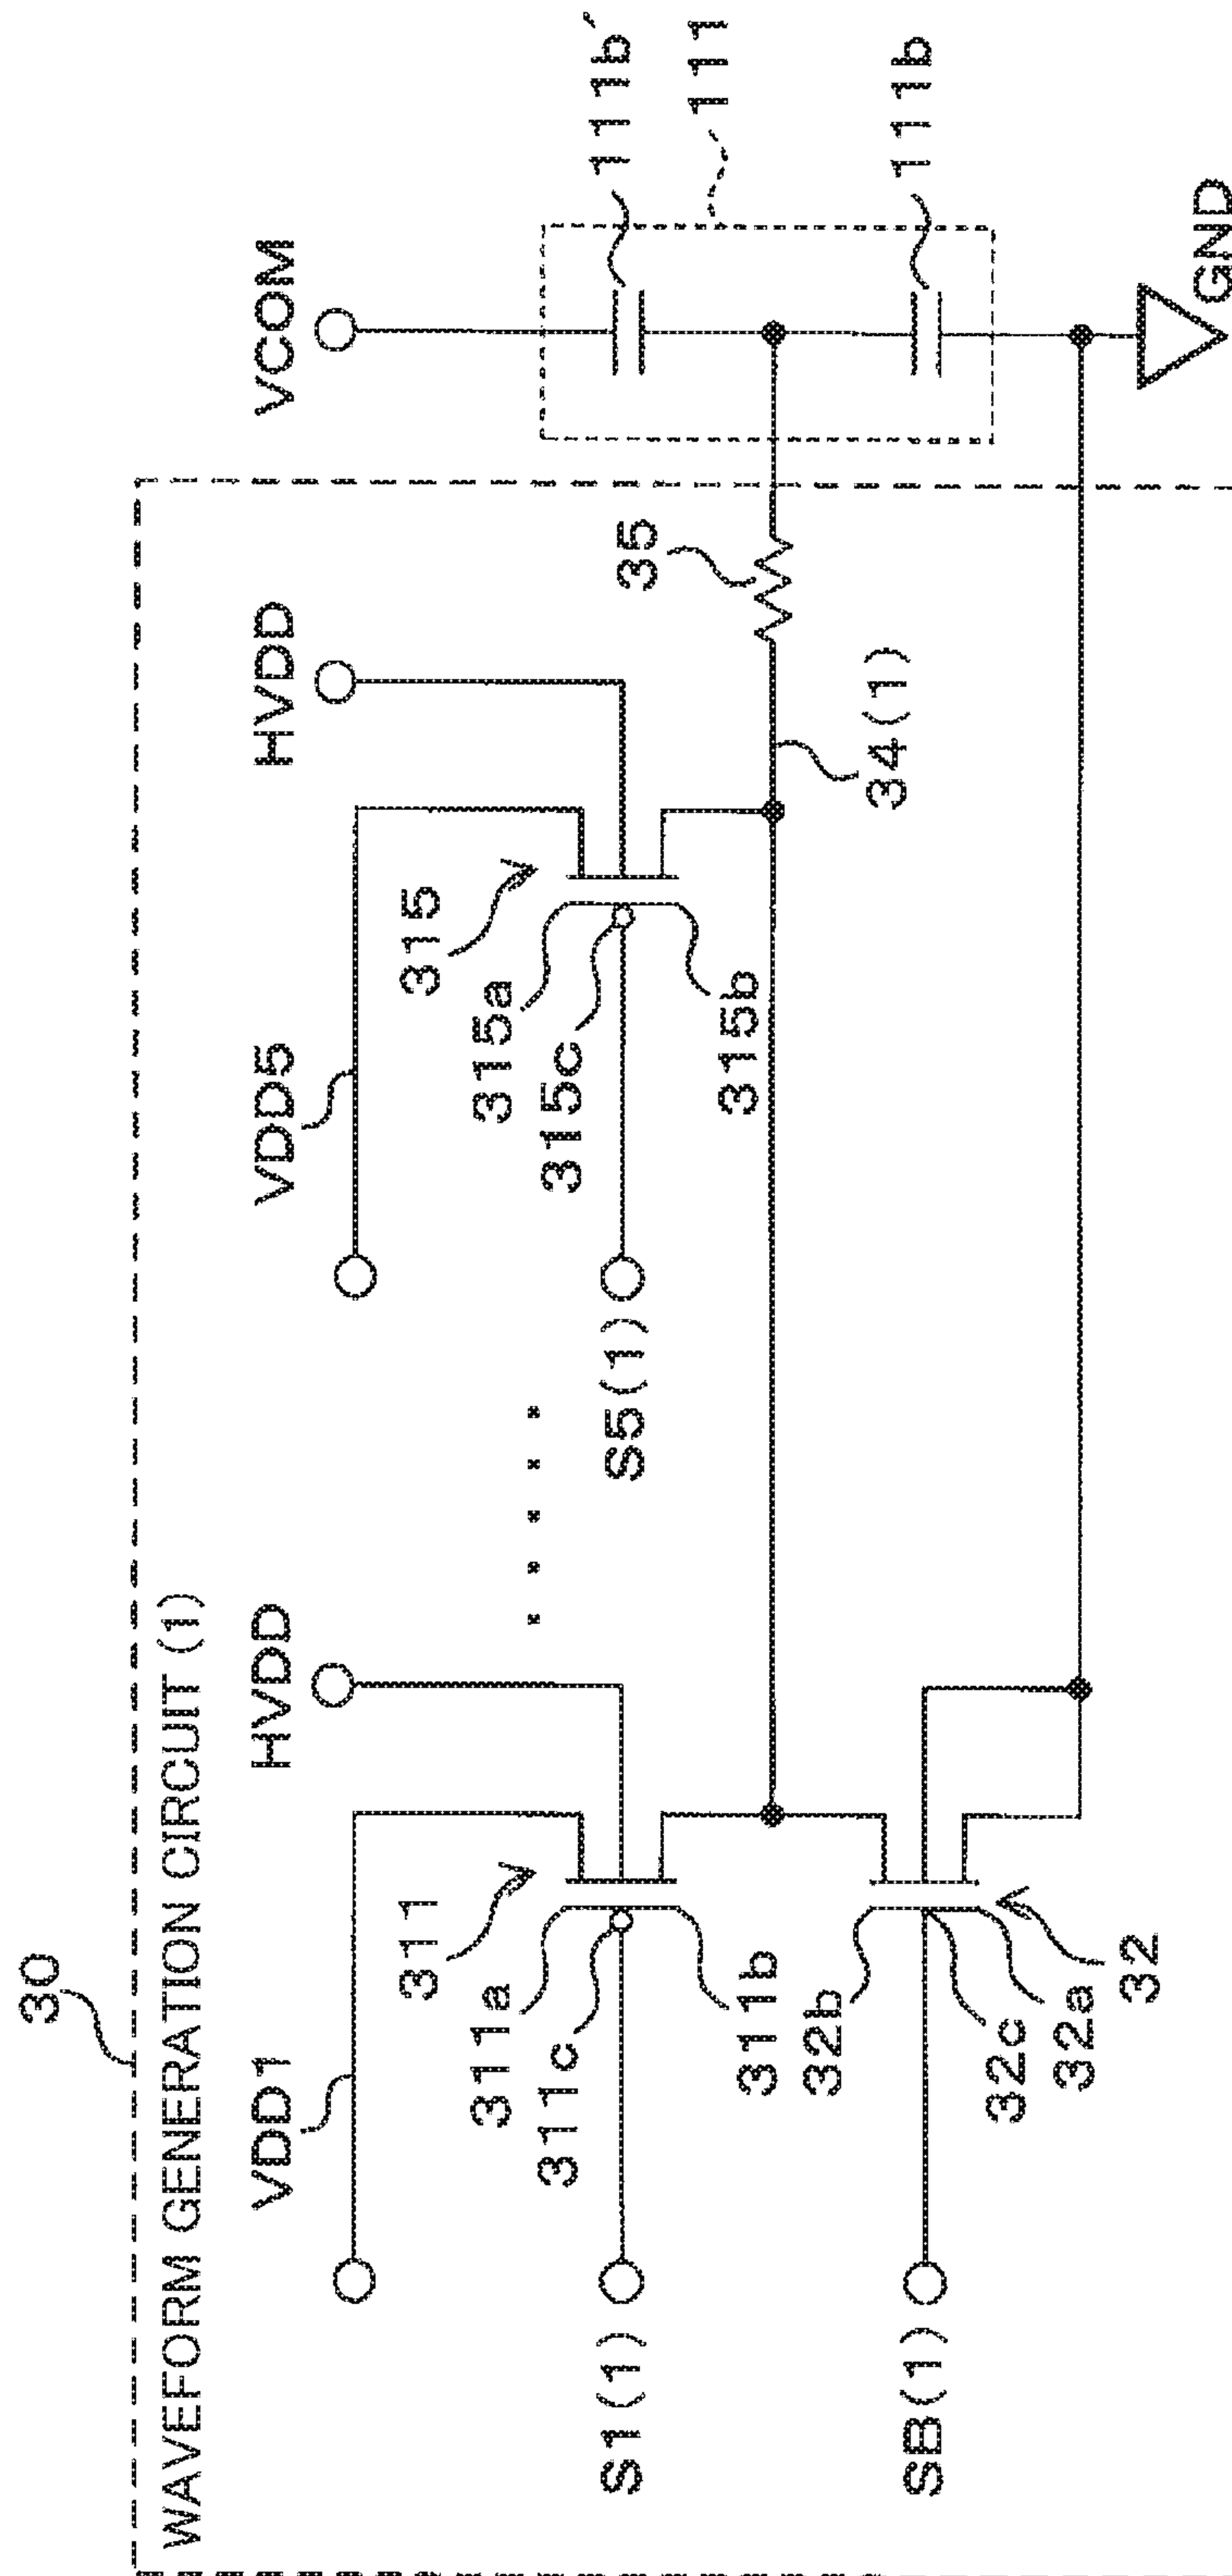 30
WAVEFORM GENERATION CIRCUIT (1)
VDD1
HVDD
VDD5
HVDD
VCOM
311
315
311a
315a
311c
315c
S1(1)
S5(1)
35
111b′
111
311b
315b
34(1)
32b
SB(1)
32c
32a
32
111b
GND